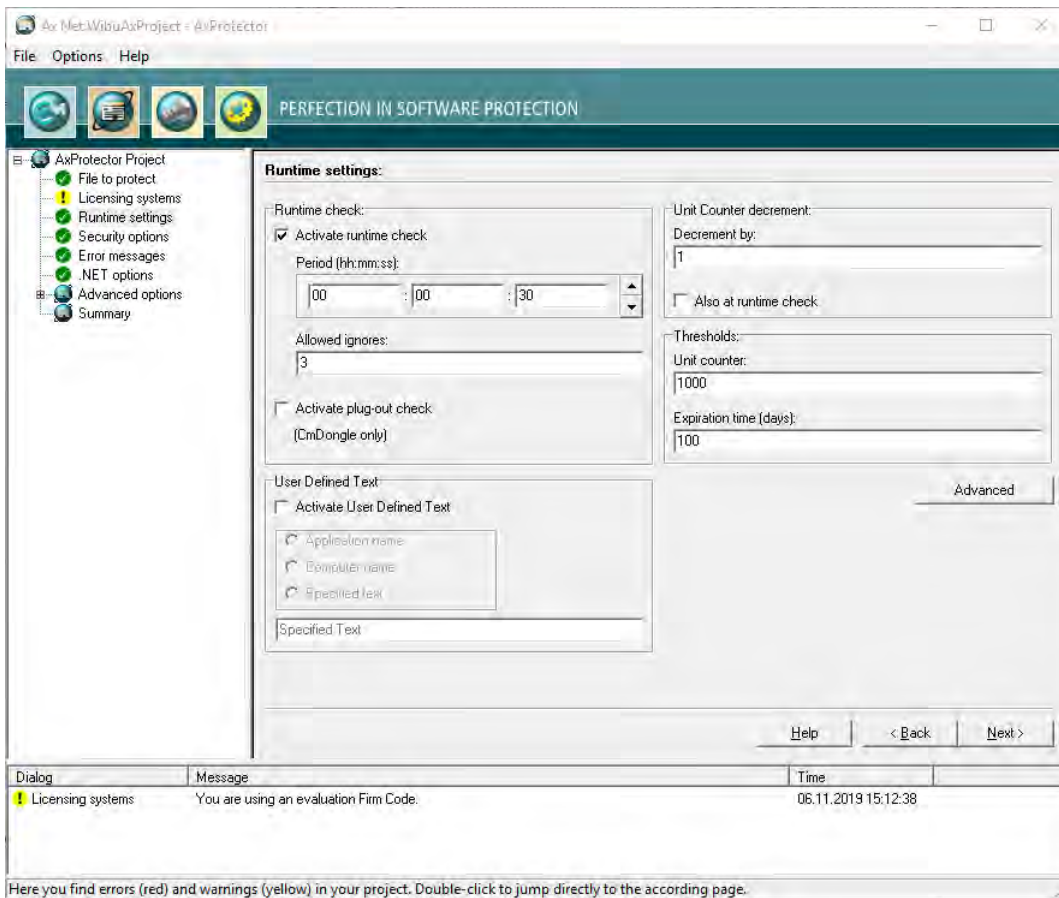 Ax Net.WibuAxProject - AxProtector
File Options Help
PERFECTION IN SOFTWARE PROTECTION
AxProtector Project
File to protect
Licensing systems
Runtime settings
Security options
Error messages
.NET options
Advanced options
Summary
Runtime settings:
Runtime check:
Activate runtime check
Period (hh:mm:ss):
00 : 00 : 30
Allowed ignores:
3
Activate plug-out check
(CmDongle only)
User Defined Text
Activate User Defined Text
Application name
Computer name
Specified text
Specified Text
Unit Counter decrement:
Decrement by:
1
Also at runtime check
Thresholds:
Unit counter:
1000
Expiration time (days):
100
Advanced
Help < Back Next >
Dialog Message Time
Licensing systems You are using an evaluation Firm Code. 06.11.2019 15:12:38
Here you find errors (red) and warnings (yellow) in your project. Double-click to jump directly to the according page.